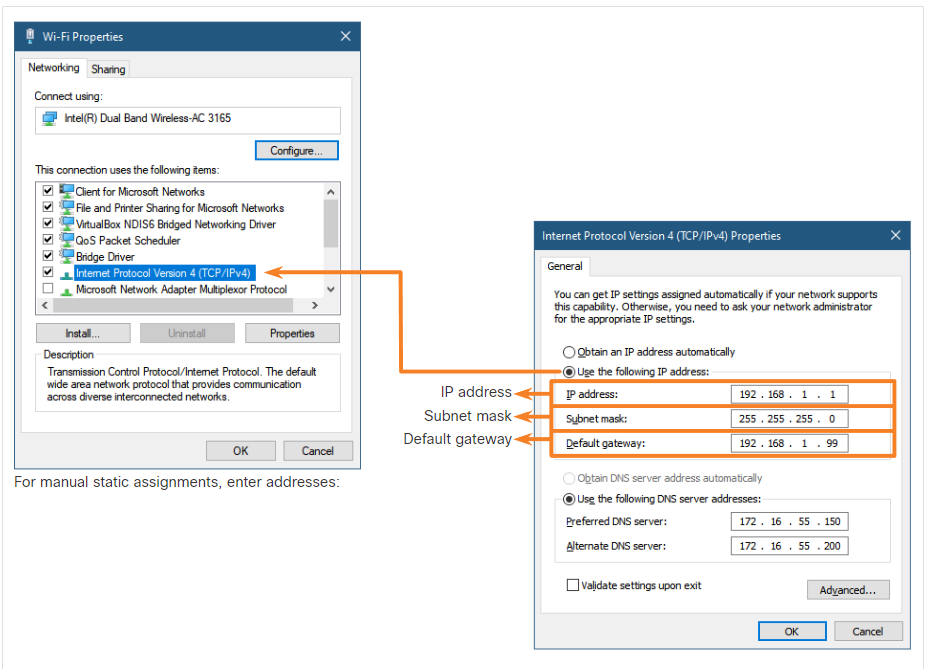 Wi-Fi Properties
Networking
Sharing
Connect using:
Intel(R) Dual Band Wireless-AC 3165
Configure...
This connection uses the following items:
Client for Microsoft Networks
File and Printer Sharing for Microsoft Networks
VirtualBox NDIS6 Bridged Networking Driver
QoS Packet Scheduler
Bridge Driver
Internet Protocol Version 4 (TCP/IPv4)
Microsoft Network Adapter Multiplexor Protocol
Install...
Uninstall
Properties
Description
Transmission Control Protocol/Internet Protocol. The default
wide area network protocol that provides communication
across diverse interconnected networks.
OK
Cancel
For manual static assignments, enter addresses:
IP address
Subnet mask
Default gateway
Internet Protocol Version 4 (TCP/IPv4) Properties
General
You can get IP settings assigned automatically if your network supports
this capability. Otherwise, you need to ask your network administrator
for the appropriate IP settings.
Obtain an IP address automatically
Use the following IP address:
IP address: 192 . 168 . 1 . 1
Subnet mask: 255 . 255 . 255 . 0
Default gateway: 192 . 168 . 1 . 99
Obtain DNS server address automatically
Use the following DNS server addresses:
Preferred DNS server: 172 . 16 . 55 . 150
Alternate DNS server: 172 . 16 . 55 . 200
Validate settings upon exit
Advanced...
OK
Cancel